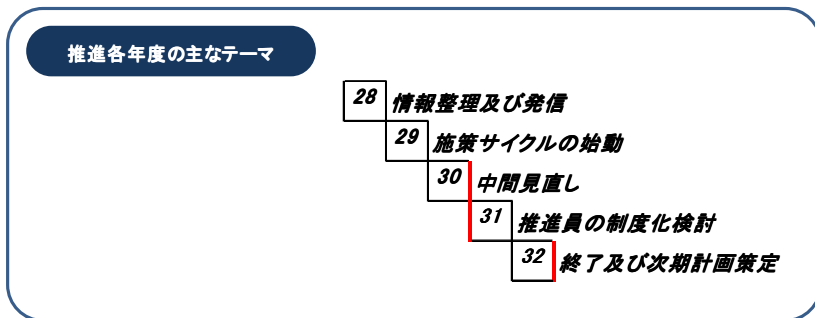 推進各年度の主なテーマ
28 情報整理及び発信
29 施策サイクルの始動
30 中間見直し
31 推進員の制度化検討
32 終了及び次期計画策定